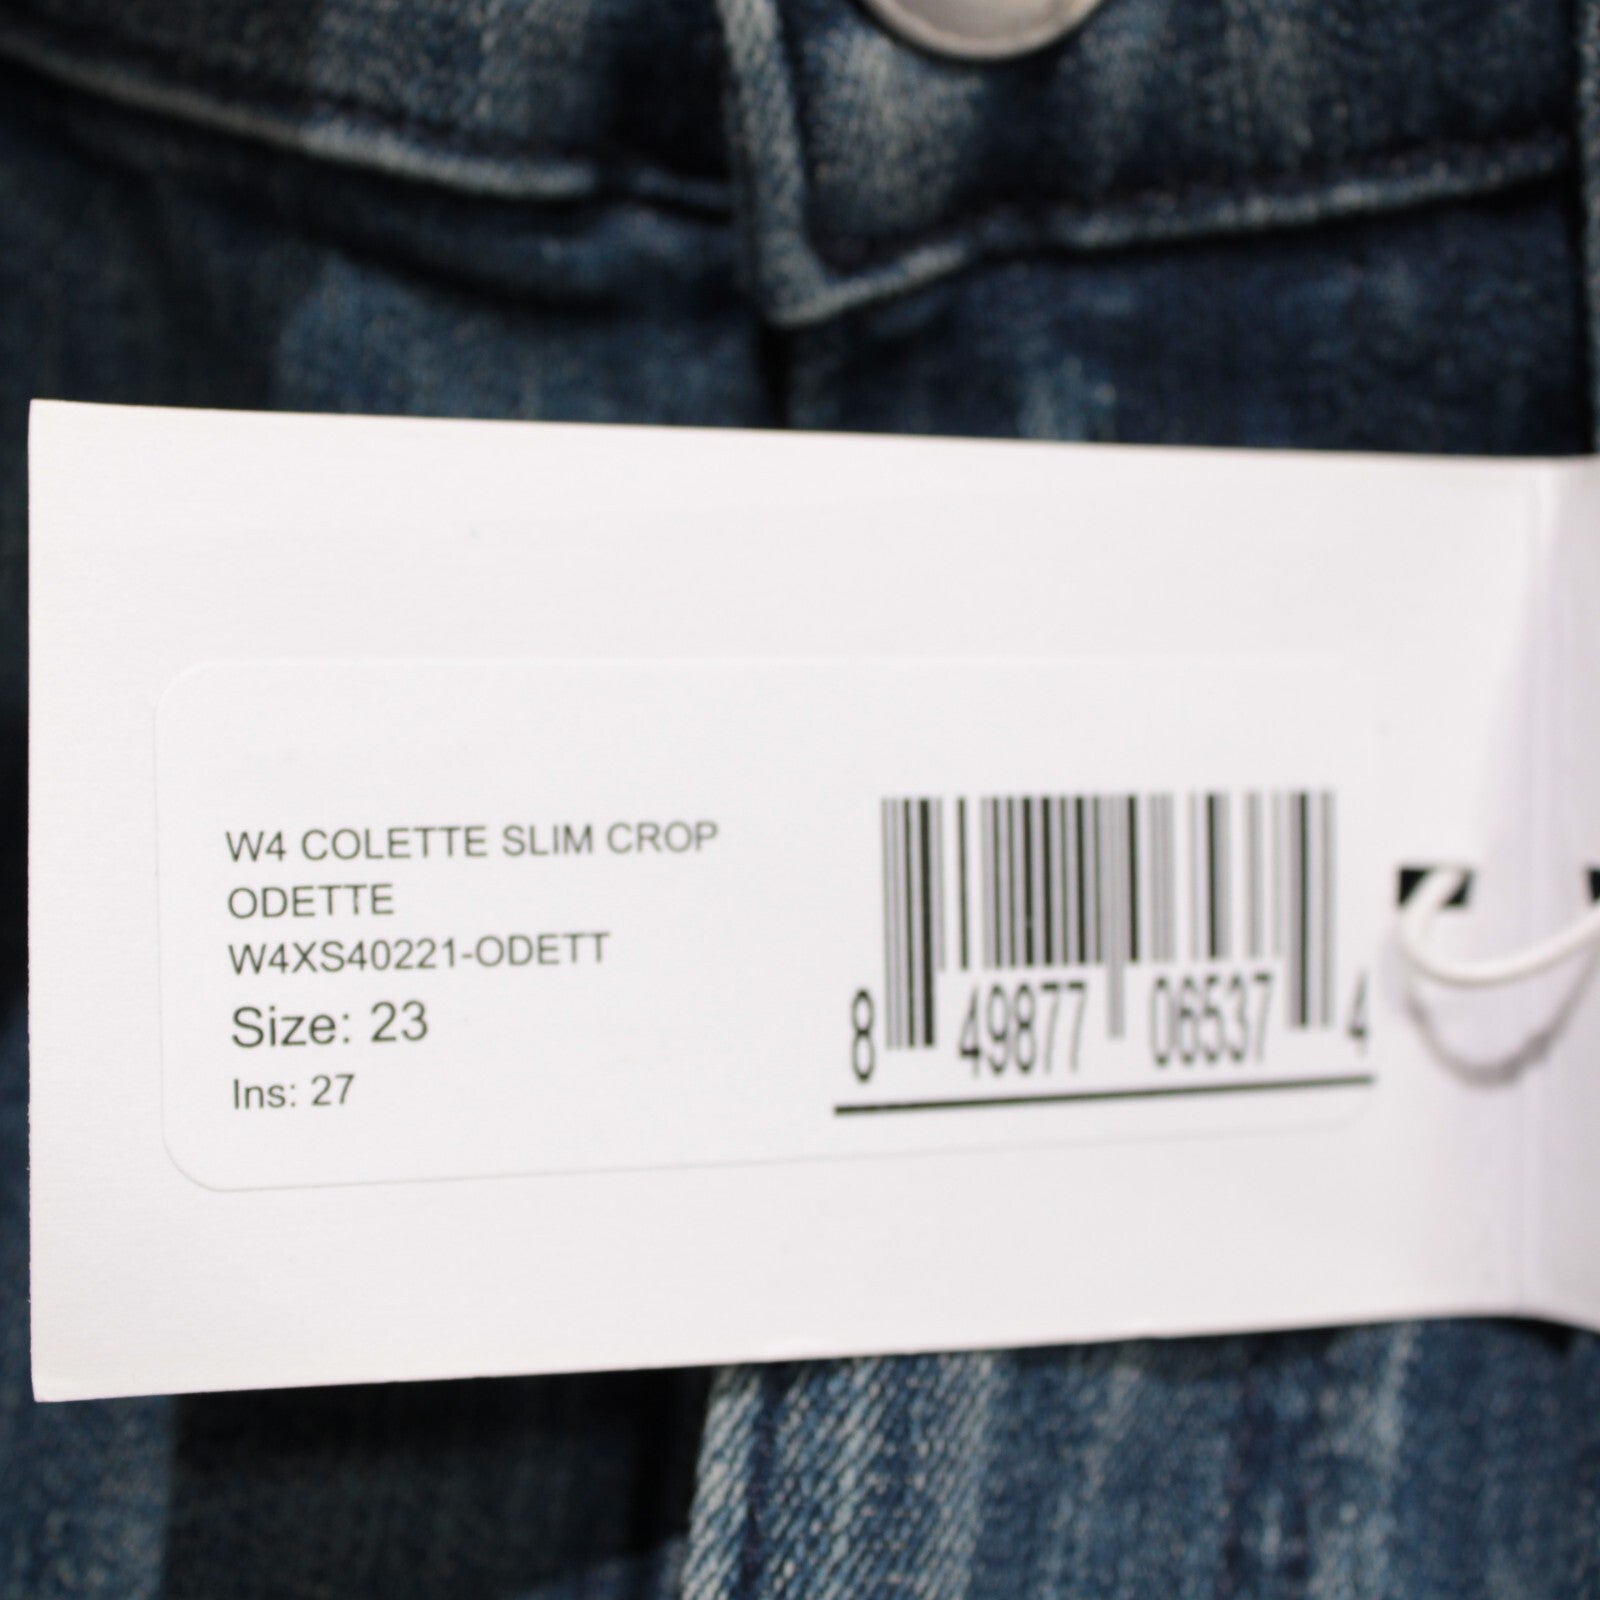 W4 COLETTE SLIM CROP
ODETTE
W4XS40221-ODETT
Size: 23
Ins: 27
8 49877 06537 4